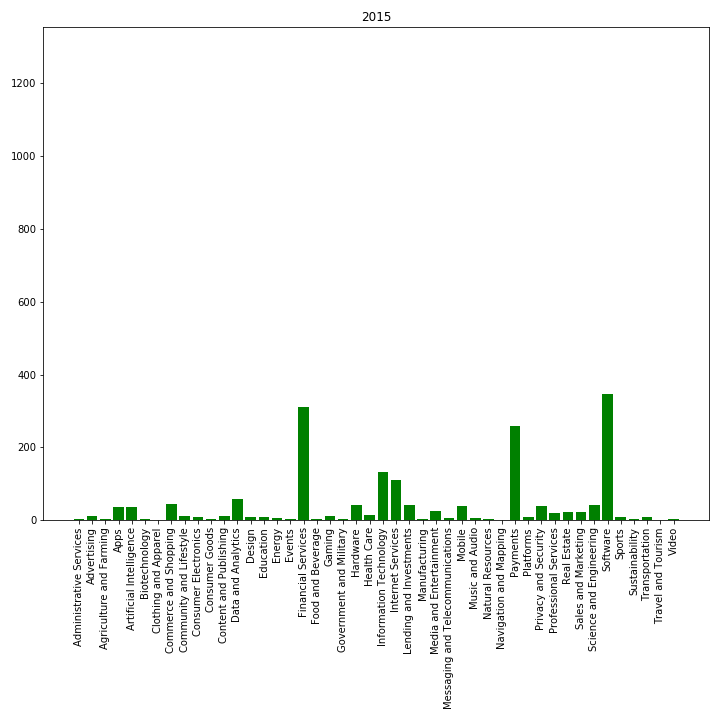 2015
1200
1000
800
600
400
200
0
Administrative Services
Advertising
Agriculture and Farming
Apps
Artificial Intelligence
Biotechnology
Clothing and Apparel
Commerce and Shopping
Community and Lifestyle
Consumer Electronics
Consumer Goods
Content and Publishing
Data and Analytics
Design
Education
Energy
Events
Financial Services
Food and Beverage
Gaming
Government and Military
Hardware
Health Care
Information Technology
Internet Services
Lending and Investments
Manufacturing
Media and Entertainment
Messaging and Telecommunications
Mobile
Music and Audio
Natural Resources
Navigation and Mapping
Payments
Platforms
Privacy and Security
Professional Services
Real Estate
Sales and Marketing
Science and Engineering
Software
Sports
Sustainability
Transportation
Travel and Tourism
Video